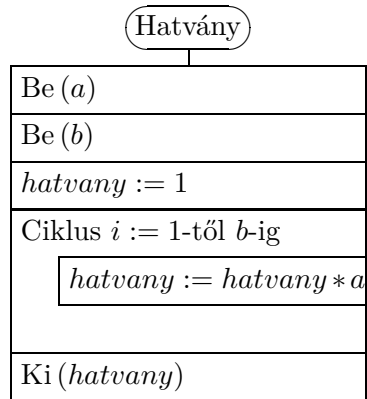 Hatvány
Be (a)
Be (b)
hatvany := 1
Ciklus i := 1-től b-ig
hatvany := hatvany * a
Ki (hatvany)